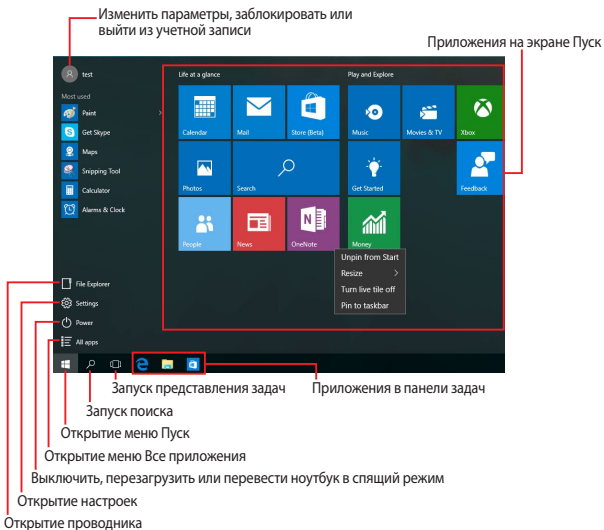 Изменить параметры, заблокировать или
выйти из учетной записи
Приложения на экране Пуск
test
Most used
Paint
Get Skype
Maps
Snipping Tool
Calculator
Alarms & Clock
File Explorer
Settings
Power
All apps
Life at a glance
Play and Explore
Calendar
Mail
Store (Beta)
Music
Movies & TV
Xbox
Photos
Search
Get Started
Feedback
People
News
OneNote
Money
Unpin from Start
Resize
Turn live tile off
Pin to taskbar
Запуск представления задач
Приложения в панели задач
Запуск поиска
Открытие меню Пуск
Открытие меню Все приложения
Выключить, перезагрузить или перевести ноутбук в спящий режим
Открытие настроек
Открытие проводника